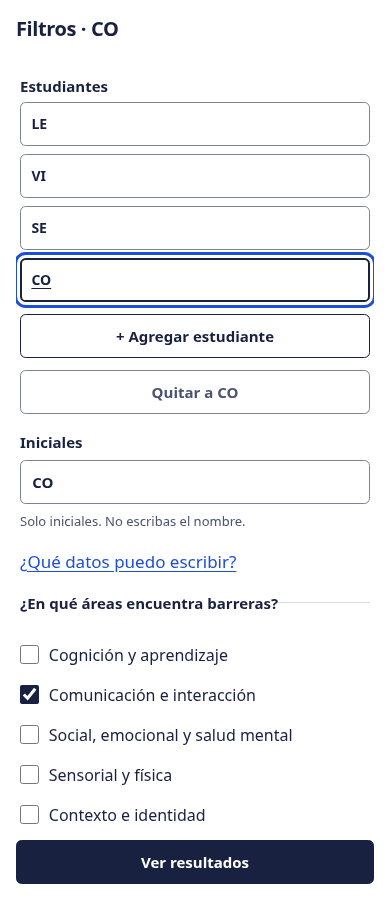 Filtros · CO
Estudiantes
LE
VI
SE
CO
+ Agregar estudiante
Quitar a CO
Iniciales
CO
Solo iniciales. No escribas el nombre.
¿Qué datos puedo escribir?
¿En qué áreas encuentra barreras?
Cognición y aprendizaje
Comunicación e interacción
Social, emocional y salud mental
Sensorial y física
Contexto e identidad
Ver resultados